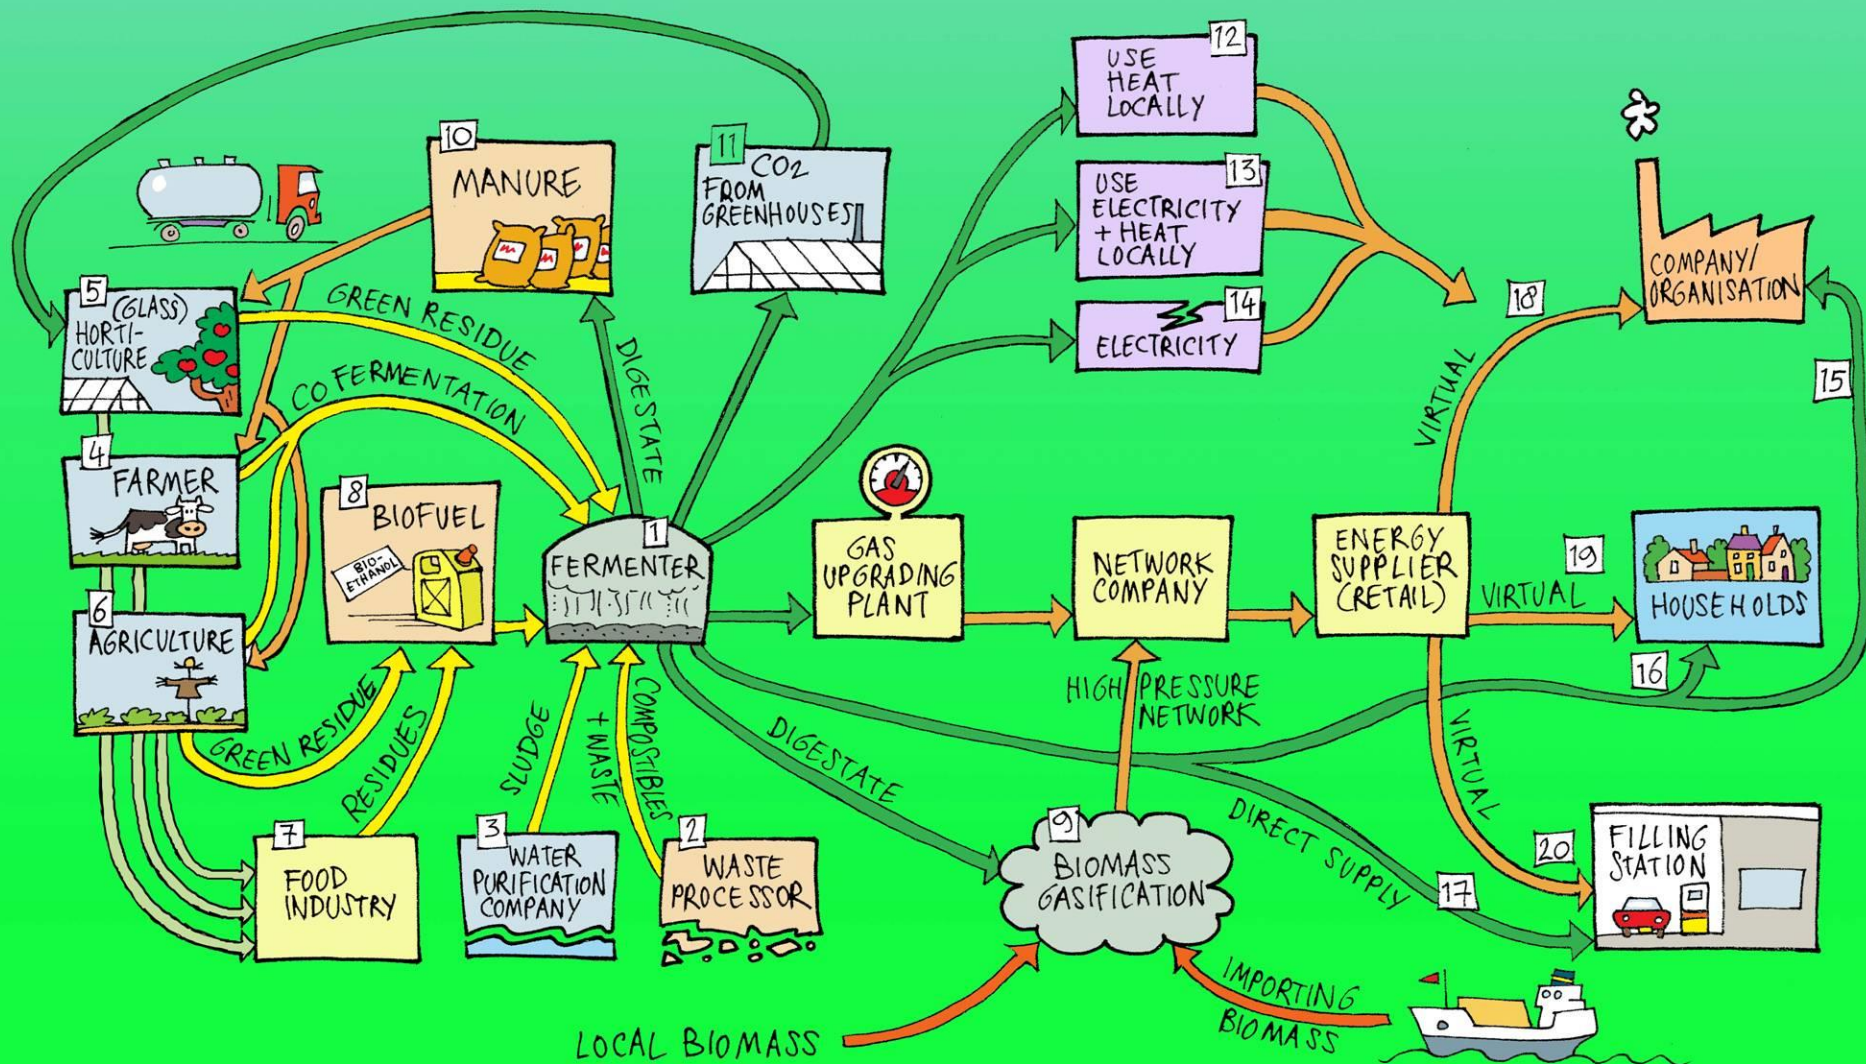 12
USE
HEAT
LOCALLY
10
MANURE
11
CO2
FROM
GREENHOUSES
13
USE
ELECTRICITY
+ HEAT
LOCALLY
14
ELECTRICITY
COMPANY/
ORGANISATION
18
15
5
(GLASS)
HORTI-
CULTURE
GREEN RESIDUE
CO FERMENTATION
DIGESTATE
VIRTUAL
4
FARMER
8
BIOFUEL
BIO-
ETHANOL
1
FERMENTER
GAS
UPGRADING
PLANT
NETWORK
COMPANY
ENERGY
SUPPLIER
(RETAIL)
19
VIRTUAL
HOUSEHOLDS
16
6
AGRICULTURE
GREEN RESIDUE
RESIDUES
SLUDGE
COMPOSTIBLES
+ WASTE
DIGESTATE
HIGH PRESSURE
NETWORK
VIRTUAL
DIRECT SUPPLY
7
FOOD
INDUSTRY
3
WATER
PURIFICATION
COMPANY
2
WASTE
PROCESSOR
9
BIOMASS
GASIFICATION
17
20
FILLING
STATION
IMPORTING
BIOMASS
LOCAL BIOMASS